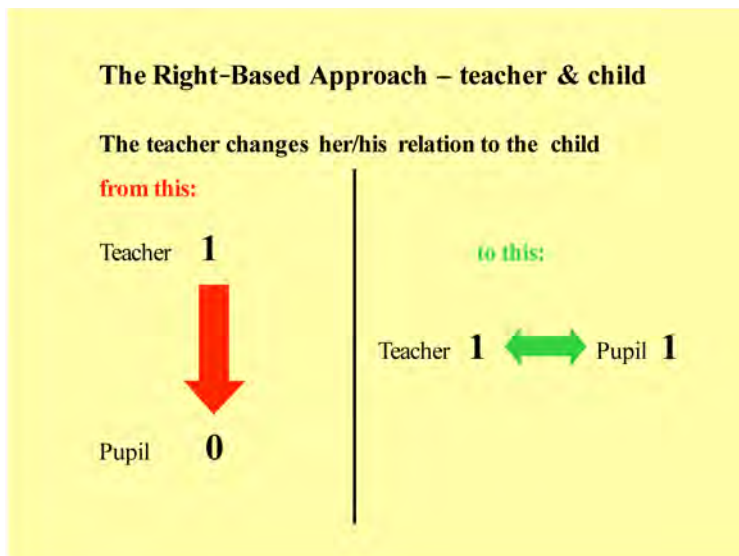 The Right-Based Approach – teacher & child
The teacher changes her/his relation to the child
from this:
Teacher 1
Pupil 0
to this:
Teacher 1 Pupil 1